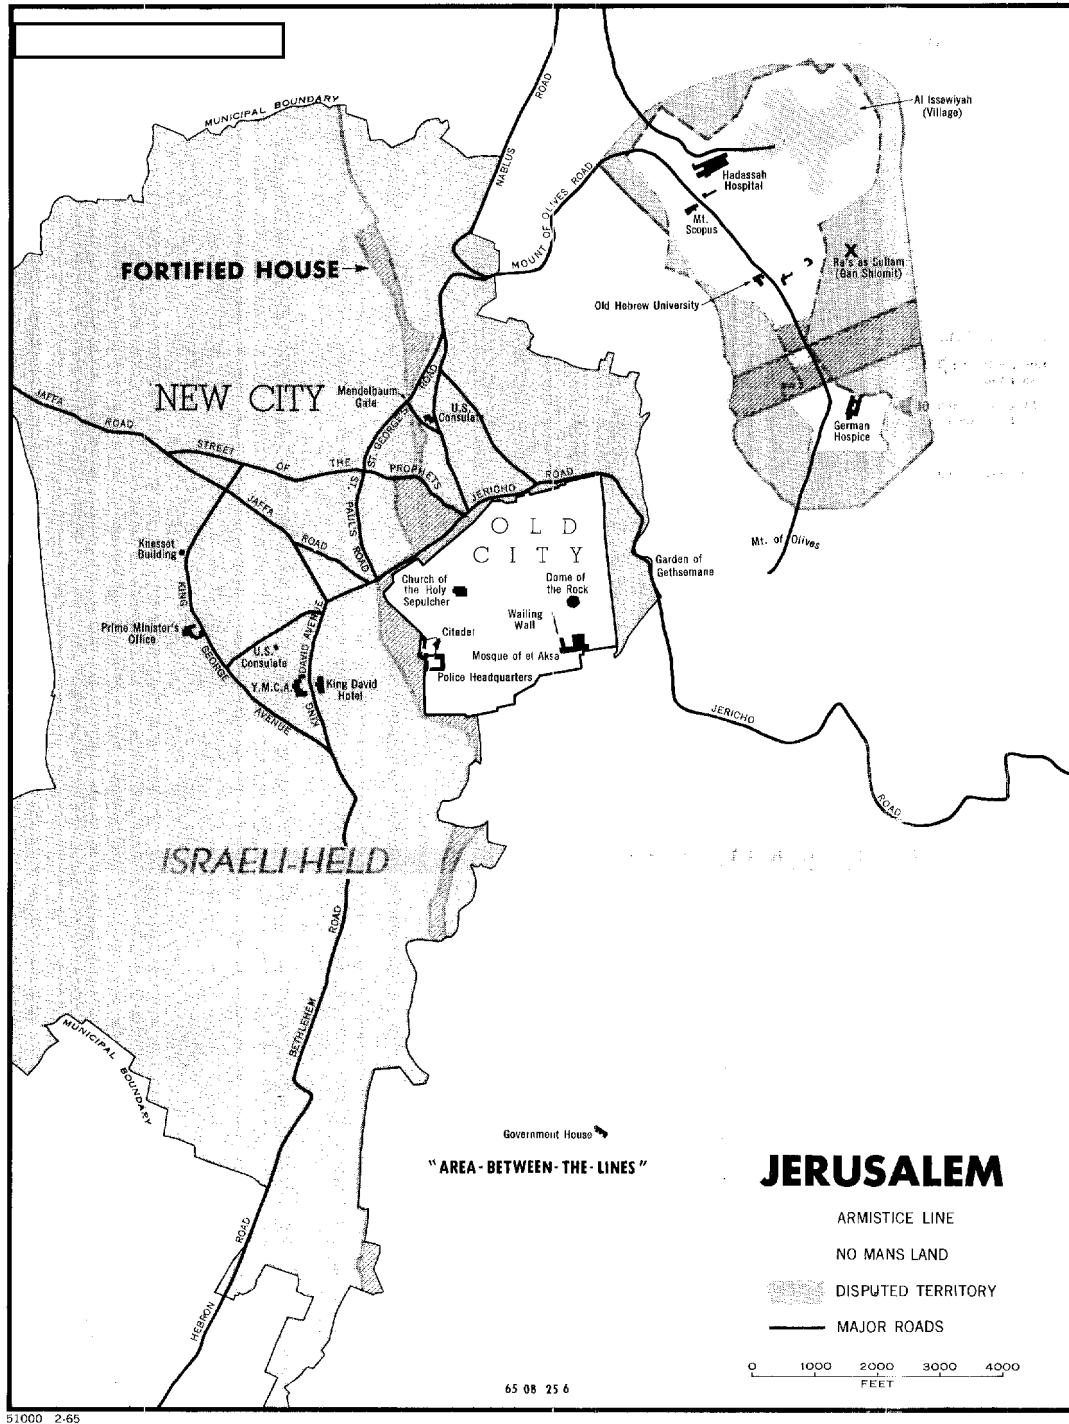 MUNICIPAL BOUNDARY
NABLUS ROAD
MOUNT OF OLIVES ROAD
Al Issawiyah
(Village)
Hadassah
Hospital
Mt.
Scopus
FORTIFIED HOUSE
Ra's as Sullam
(Gan Shlomit)
Old Hebrew University
NEW CITY
Mendelbaum
Gate
ST GEORGE'S ROAD
U.S.
Consulate
German
Hospice
JAFFA ROAD
STREET OF THE PROPHETS
ST. PAUL'S ROAD
JERICHO ROAD
JAFFA ROAD
OLD
CITY
Mt. of Olives
Knesset
Building
Garden of
Gethsemane
Church of
the Holy
Sepulcher
Dome of
the Rock
Wailing
Wall
KING GEORGE AVENUE
Prime Minister's
Office
U.S.
Consulate
KING DAVID AVENUE
Citadel
Mosque of el Aksa
Police Headquarters
Y.M.C.A.
King David
Hotel
JERICHO ROAD
ISRAELI-HELD
BETHLEHEM ROAD
MUNICIPAL BOUNDARY
Government House
"AREA-BETWEEN-THE-LINES"
HEBRON ROAD
JERUSALEM
ARMISTICE LINE
NO MANS LAND
DISPUTED TERRITORY
MAJOR ROADS
0 1000 2000 3000 4000
FEET
65 08 25 6
51000 2-65